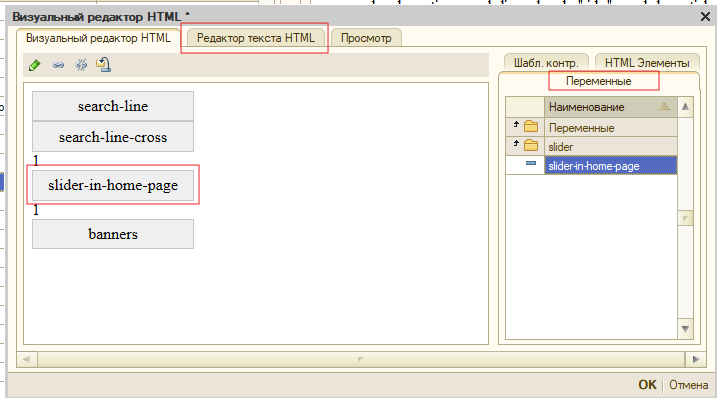 Визуальный редактор HTML *
Визуальный редактор HTML
Редактор текста HTML
Просмотр
search-line
search-line-cross
1
slider-in-home-page
1
banners
Шабл. контр.
HTML Элементы
Переменные
Наименование
Переменные
slider
slider-in-home-page
OK
Отмена